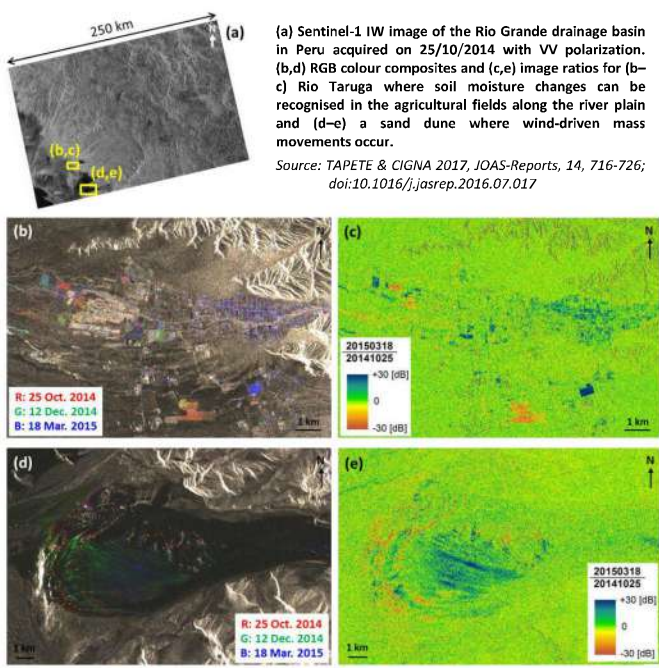 250 km
N
(a)
(b,c)
(d,e)
(a) Sentinel-1 IW image of the Rio Grande drainage basin
in Peru acquired on 25/10/2014 with VV polarization.
(b,d) RGB colour composites and (c,e) image ratios for (b–
c) Rio Taruga where soil moisture changes can be
recognised in the agricultural fields along the river plain
and (d–e) a sand dune where wind-driven mass
movements occur.
Source: TAPETE & CIGNA 2017, JOAS-Reports, 14, 716-726;
doi:10.1016/j.jasrep.2016.07.017
(b)
N
R: 25 Oct. 2014
G: 12 Dec. 2014
B: 18 Mar. 2015
1 km
(c)
N
20150318
20141025
+30 [dB]
0
-30 [dB]
1 km
(d)
N
R: 25 Oct. 2014
G: 12 Dec. 2014
B: 18 Mar. 2015
1 km
(e)
N
20150318
20141025
+30 [dB]
0
-30 [dB]
1 km